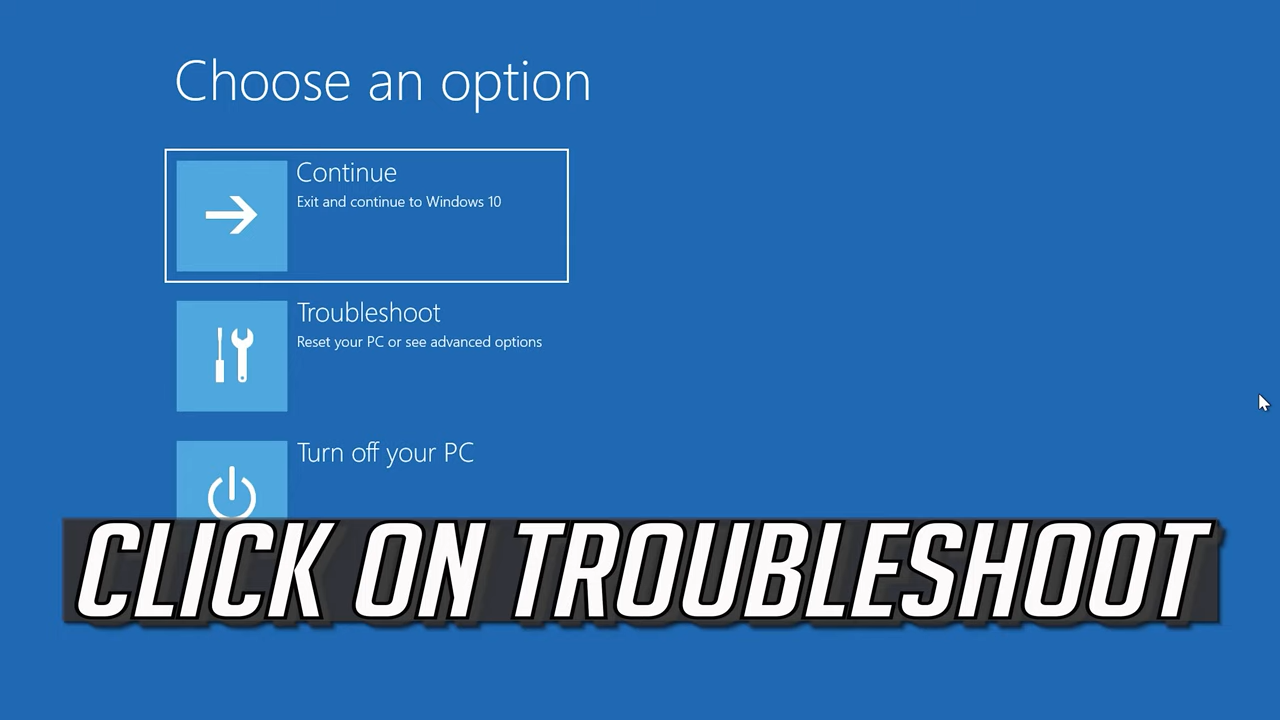 Choose an option
Continue
Exit and continue to Windows 10
Troubleshoot
Reset your PC or see advanced options
Turn off your PC
CLICK ON TROUBLESHOOT